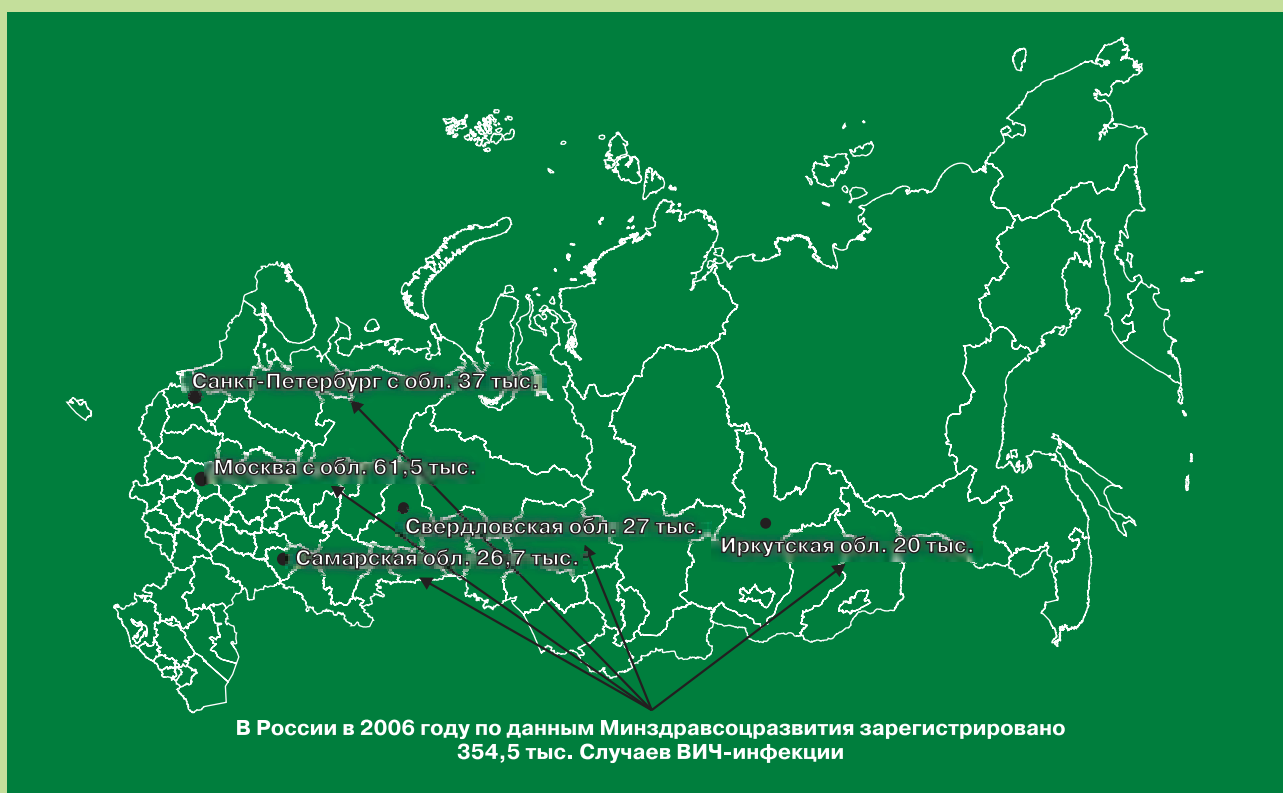 Санкт-Петербург с обл. 37 тыс.
Москва с обл. 61,5 тыс.
Свердловская обл. 27 тыс.
Иркутская обл. 20 тыс.
Самарская обл. 26,7 тыс.
В России в 2006 году по данным Минздравсоцразвития зарегистрировано
354,5 тыс. Случаев ВИЧ-инфекции